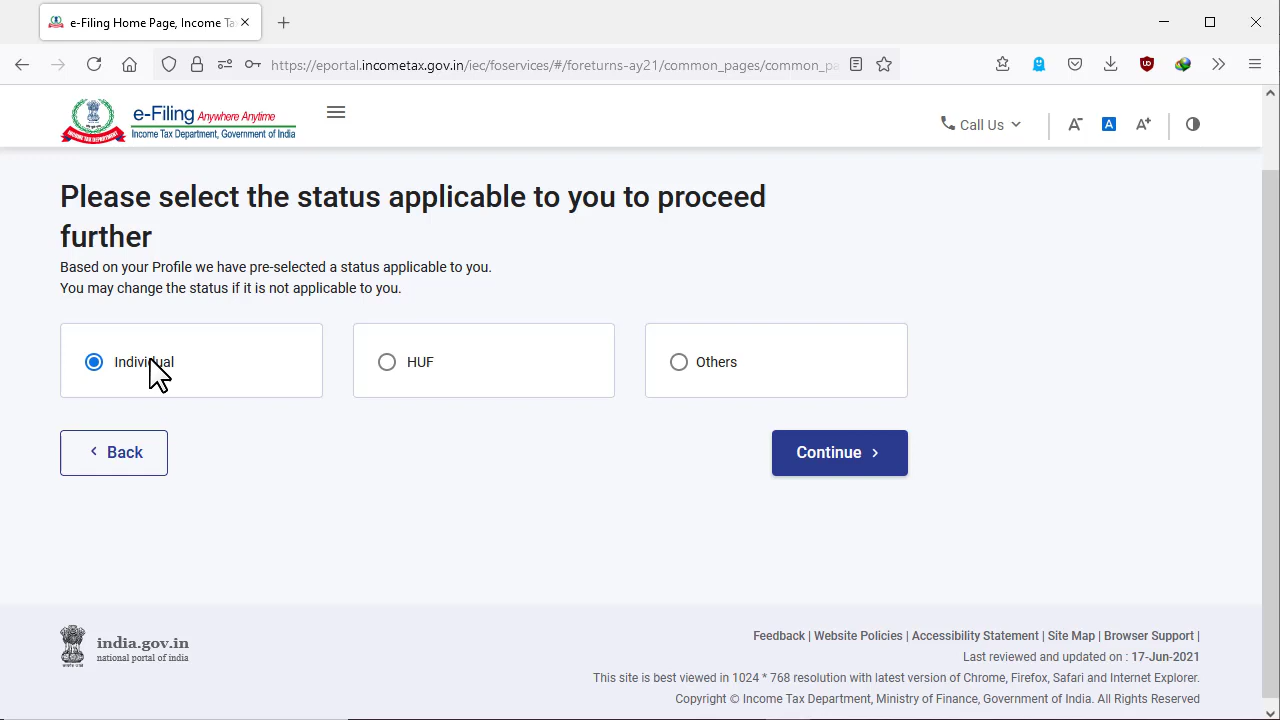 e-Filing Home Page, Income Ta
https://eportal.incometax.gov.in/iec/foservices/#/foreturns-ay21/common_pages/common_pa
e-Filing Anywhere Anytime
Income Tax Department, Government of India
Call Us
A-
A
A+
Please select the status applicable to you to proceed
further
Based on your Profile we have pre-selected a status applicable to you.
You may change the status if it is not applicable to you.
Individual
HUF
Others
< Back
Continue >
india.gov.in
national portal of india
Feedback | Website Policies | Accessibility Statement | Site Map | Browser Support |
Last reviewed and updated on : 17-Jun-2021
This site is best viewed in 1024 * 768 resolution with latest version of Chrome, Firefox, Safari and Internet Explorer.
Copyright © Income Tax Department, Ministry of Finance, Government of India. All Rights Reserved